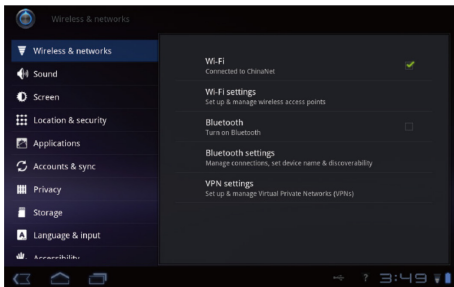 Wireless & networks
Wireless & networks
Sound
Screen
Location & security
Applications
Accounts & sync
Privacy
Storage
Language & input
Accessibility
Wi-Fi
Connected to ChinaNet
Wi-Fi settings
Set up & manage wireless access points
Bluetooth
Turn on Bluetooth
Bluetooth settings
Manage connections, set device name & discoverability
VPN settings
Set up & manage Virtual Private Networks (VPNs)
? 3:49